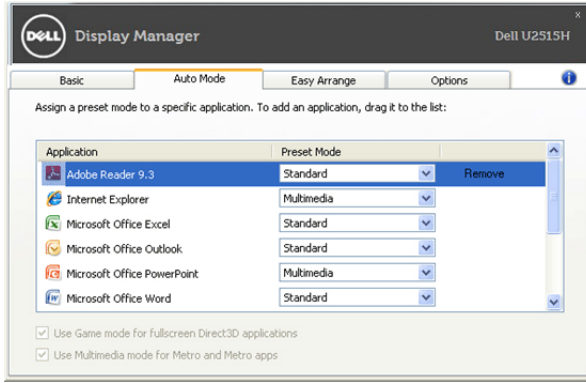 DELL Display Manager Dell U2515H
x
Basic Auto Mode Easy Arrange Options i
Assign a preset mode to a specific application. To add an application, drag it to the list:
Application Preset Mode
Adobe Reader 9.3 Standard Remove
Internet Explorer Multimedia
Microsoft Office Excel Standard
Microsoft Office Outlook Standard
Microsoft Office PowerPoint Multimedia
Microsoft Office Word Standard
Use Game mode for fullscreen Direct3D applications
Use Multimedia mode for Metro and Metro apps